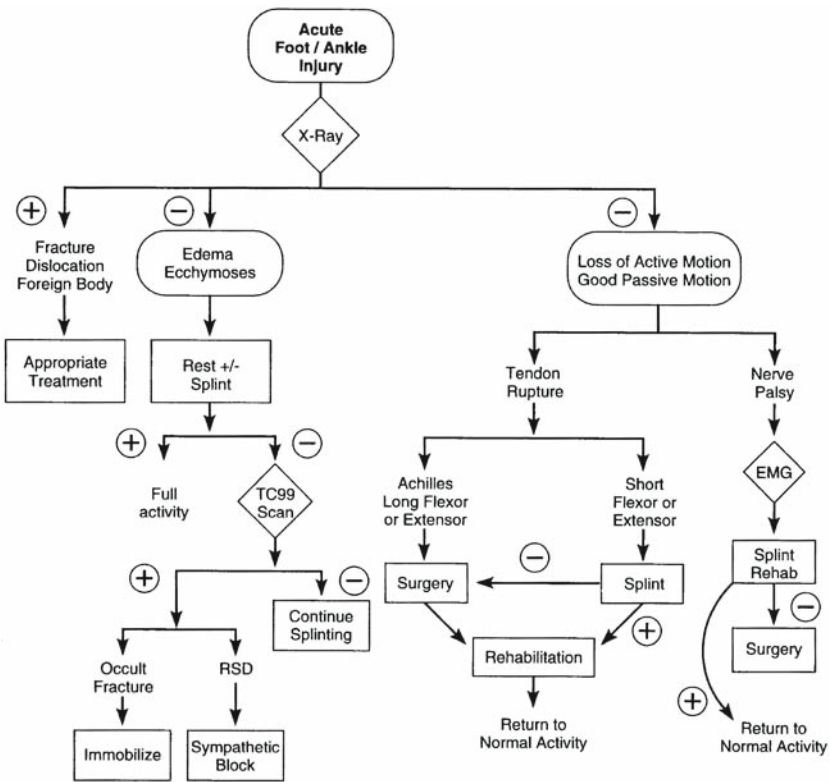 Acute
Foot / Ankle
Injury
X-Ray
+
−
−
Fracture
Dislocation
Foreign Body
Edema
Ecchymoses
Loss of Active Motion
Good Passive Motion
Appropriate
Treatment
Rest +/-
Splint
Tendon
Rupture
Nerve
Palsy
+
−
Full
activity
TC99
Scan
Achilles
Long Flexor
or Extensor
Short
Flexor or
Extensor
EMG
+
−
Continue
Splinting
Surgery
−
Splint
Splint
Rehab
+
−
Surgery
Occult
Fracture
RSD
Rehabilitation
+
Immobilize
Sympathetic
Block
Return to
Normal Activity
Return to
Normal Activity